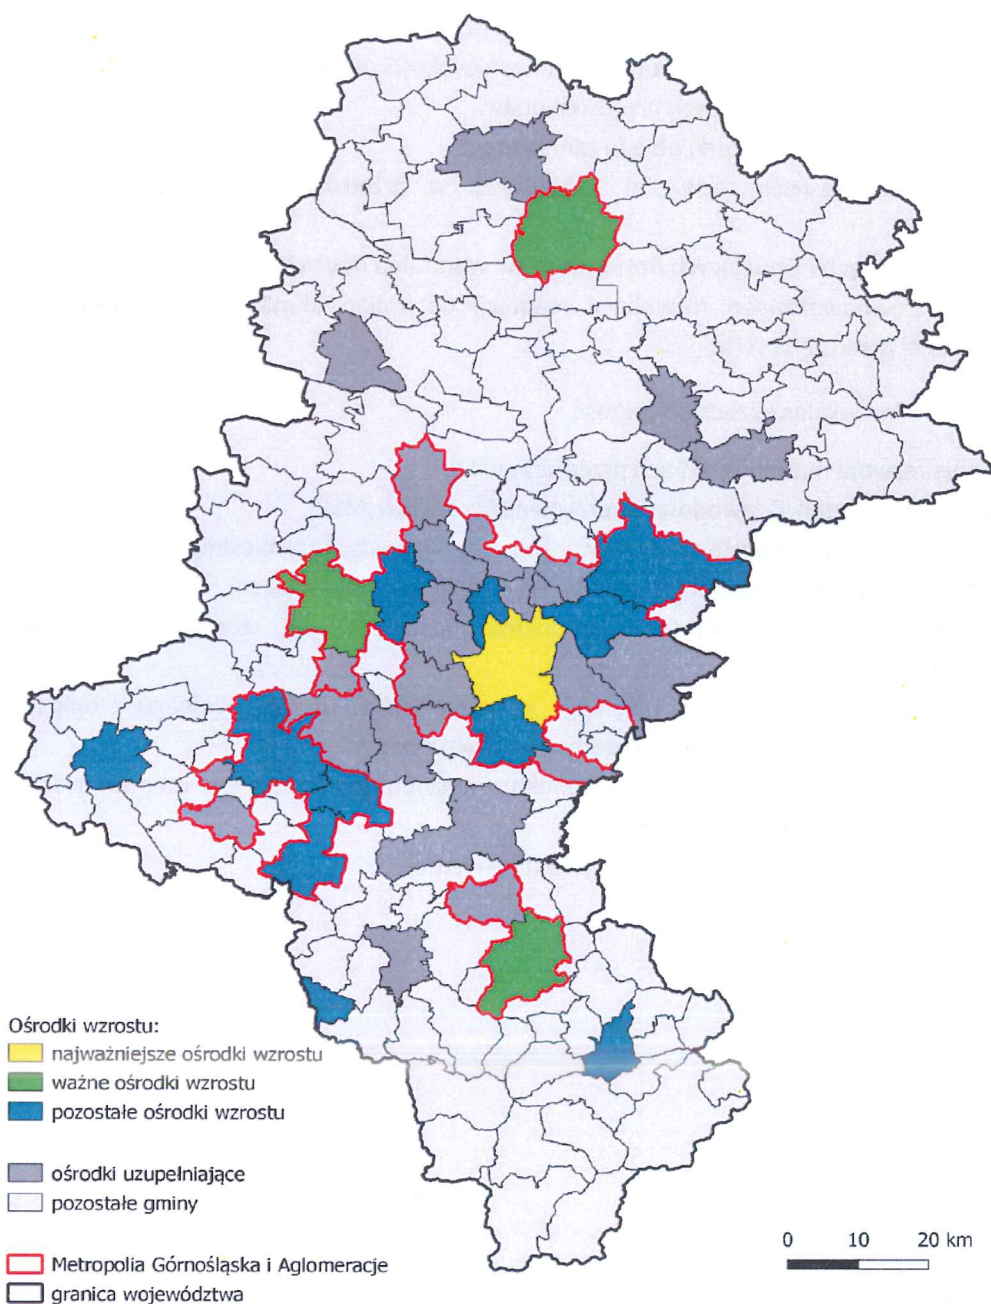 Ośrodki wzrostu:
najważniejsze ośrodki wzrostu
ważne ośrodki wzrostu
pozostałe ośrodki wzrostu
ośrodki uzupełniające
pozostałe gminy
Metropolia Górnośląska i Aglomeracje
granica województwa
0 10 20 km